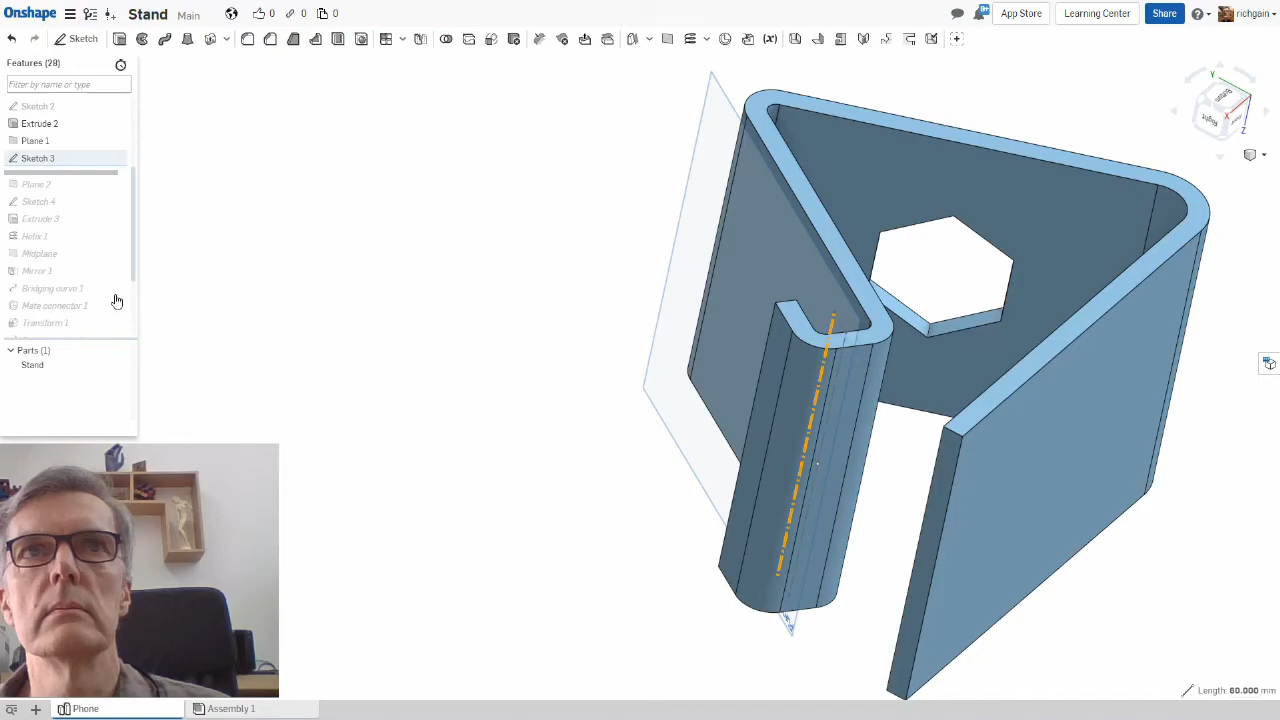 Onshape Stand Main 0 0 0 App Store Learning Center Share richgain
Sketch
Features (28)
Filter by name or type
Sketch 2
Extrude 2
Plane 1
Sketch 3
Plane 2
Sketch 4
Extrude 3
Helix 1
Midplane
Mirror 1
Bridging curve 1
Mate connector 1
Transform 1
Parts (1)
Stand
Y
X
Z
Right
Length: 60.000 mm
Phone Assembly 1